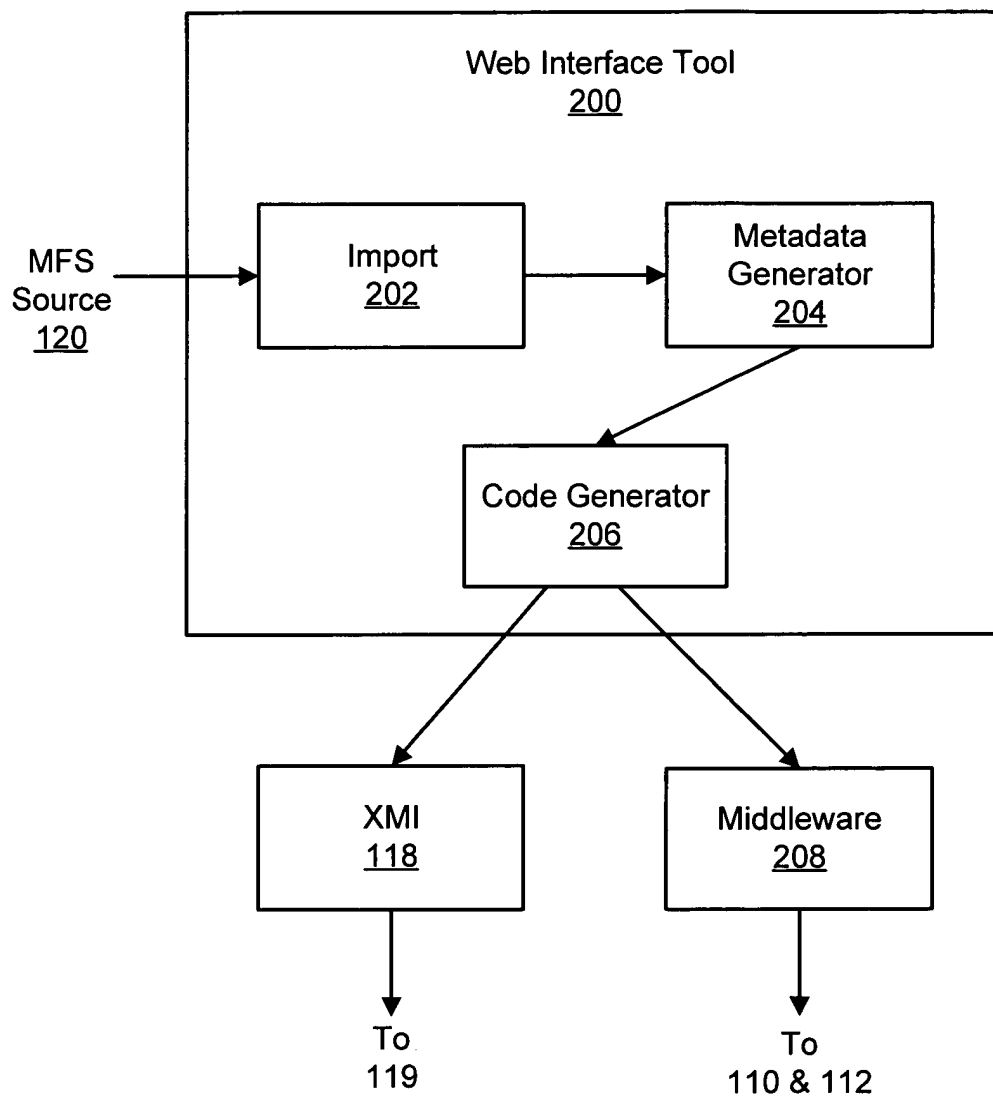 Web Interface Tool
200
MFS
Source
120
Import
202
Metadata
Generator
204
Code Generator
206
XMI
118
Middleware
208
To
119
To
110 & 112